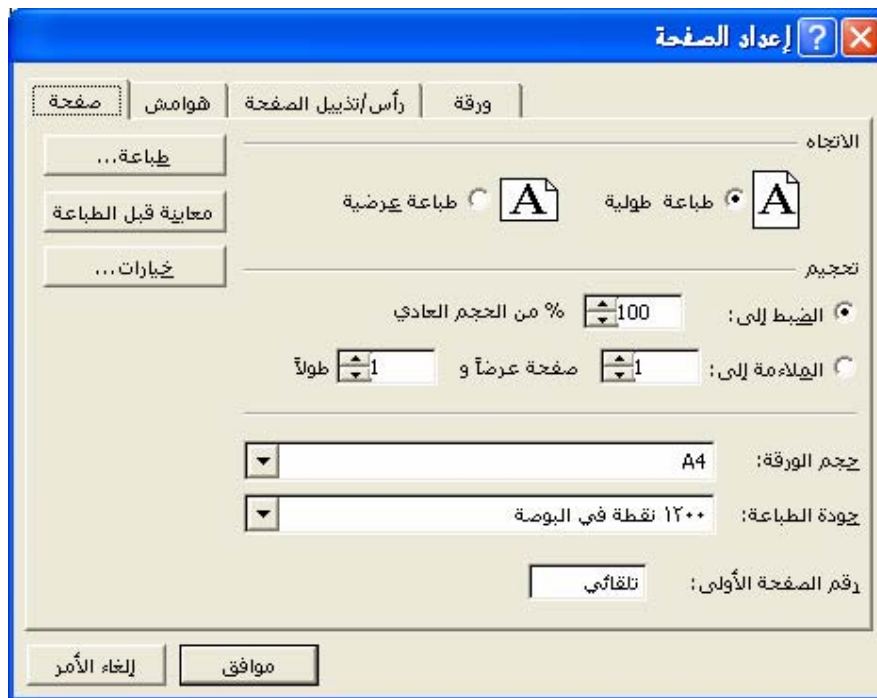 إعداد الصفحة
صفحة هوامش رأس/تذييل الصفحة ورقة
الاتجاه
طباعة طولية A طباعة عرضية A
طباعة...
معاينة قبل الطباعة
خيارات...
تحجيم
الضبط إلى: 100 % من الحجم العادي
الملاءمة إلى: 1 صفحة عرضاً و 1 طولاً
حجم الورقة: A4
جودة الطباعة: ١٢٠٠ نقطة في البوصة
رقم الصفحة الأولى: تلقائي
موافق إلغاء الأمر